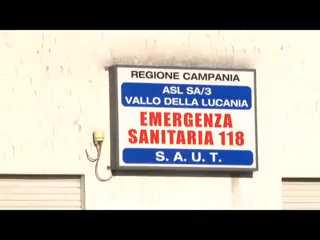 REGIONE CAMPANIA
ASL SA/3
VALLO DELLA LUCANIA
EMERGENZA
SANITARIA 118
S. A. U. T.